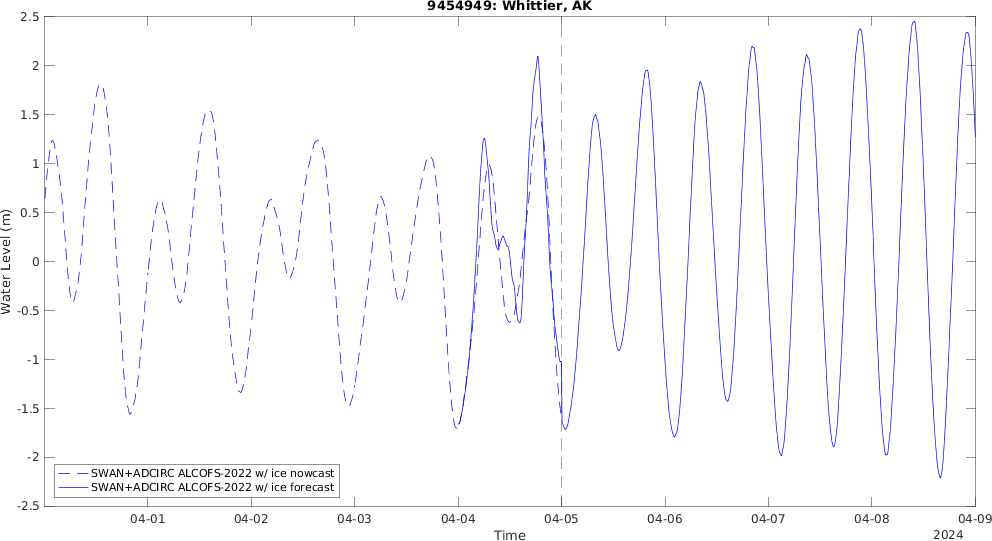 9454949: Whittier, AK
2.5
2
1.5
1
0.5
0
-0.5
-1
-1.5
-2
-2.5
Water Level (m)
SWAN+ADCIRC ALCOFS-2022 w/ ice nowcast
SWAN+ADCIRC ALCOFS-2022 w/ ice forecast
04-01 04-02 04-03 04-04 04-05 04-06 04-07 04-08 04-09
Time
2024